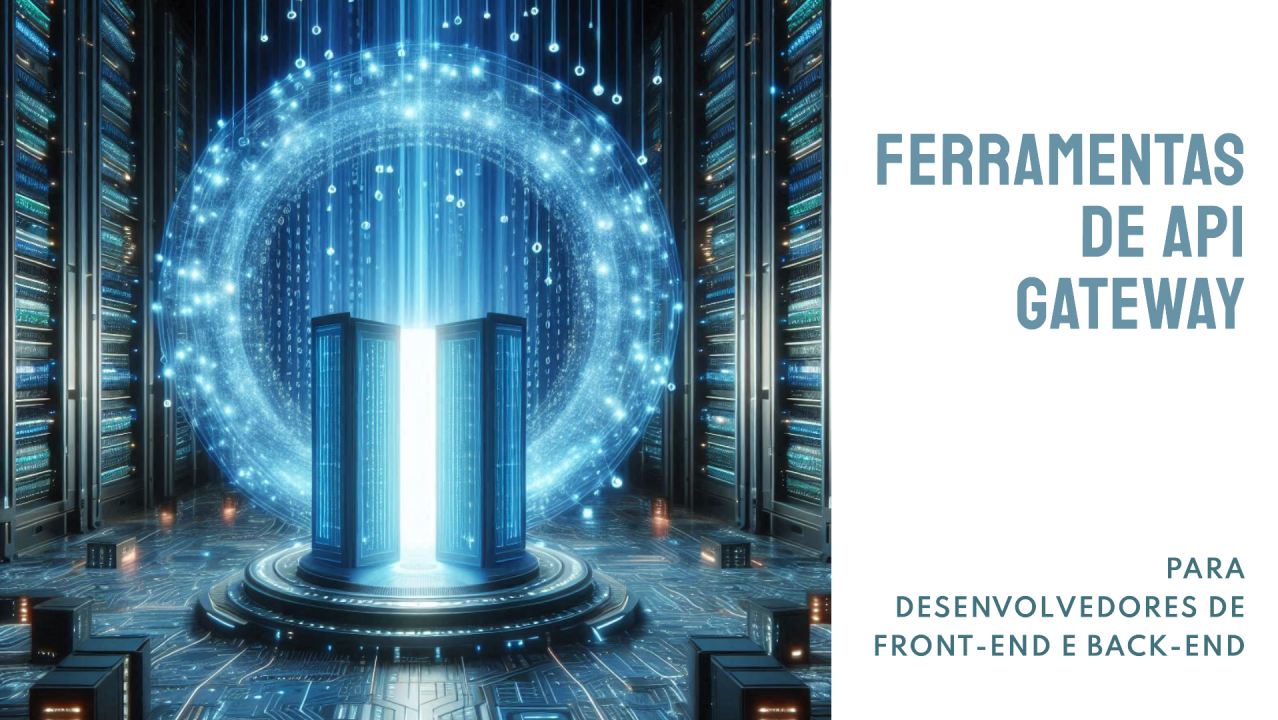 FERRAMENTAS
DE API
GATEWAY
PARA
DESENVOLVEDORES DE
FRONT-END E BACK-END